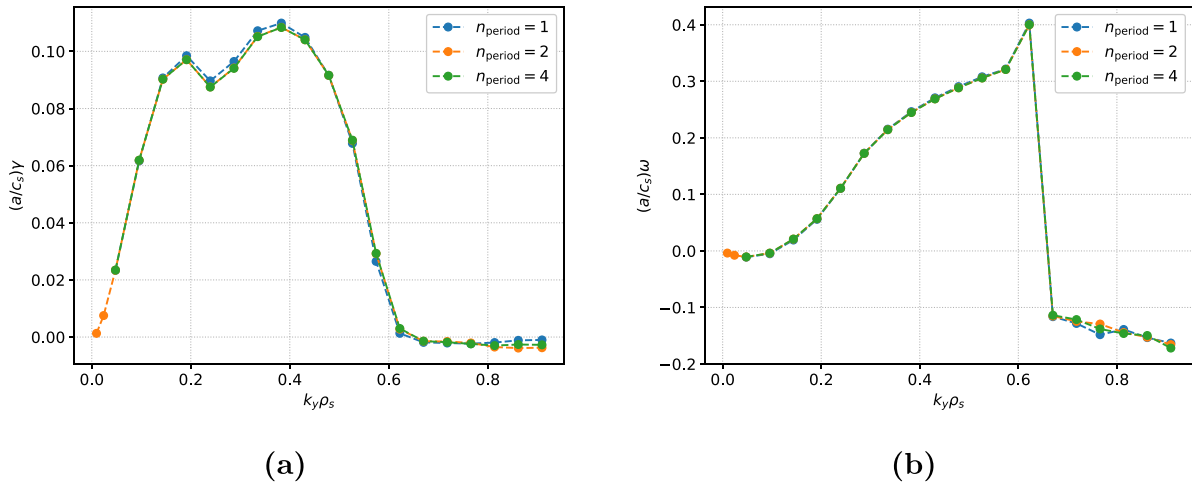 0.10
0.08
0.06
0.04
0.02
0.00
(a/c_s)γ
0.0 0.2 0.4 0.6 0.8
k_yρ_s
n_period = 1
n_period = 2
n_period = 4
(a)
0.4
0.3
0.2
0.1
0.0
−0.1
−0.2
(a/c_s)ω
0.0 0.2 0.4 0.6 0.8
k_yρ_s
n_period = 1
n_period = 2
n_period = 4
(b)